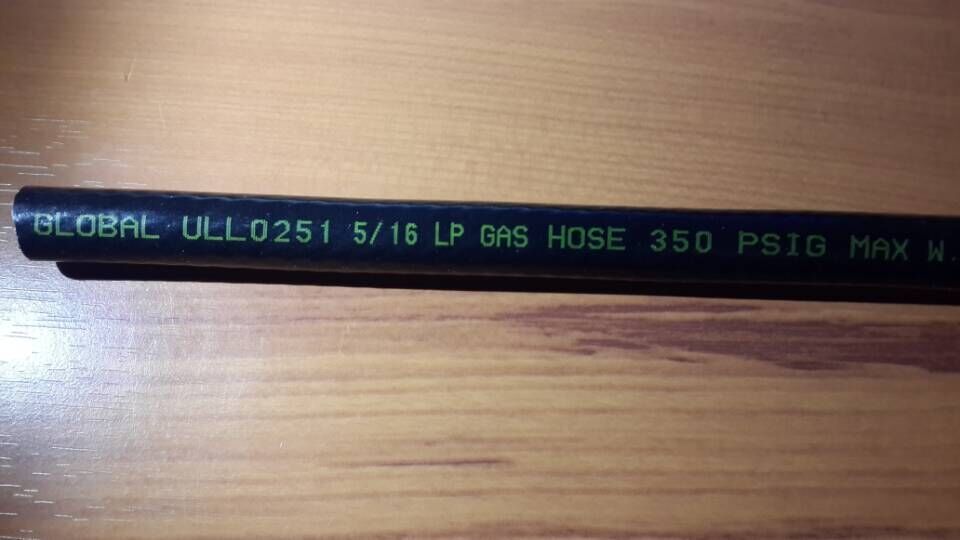 GLOBAL ULL0251 5/16 LP GAS HOSE 350 PSIG MAX W.